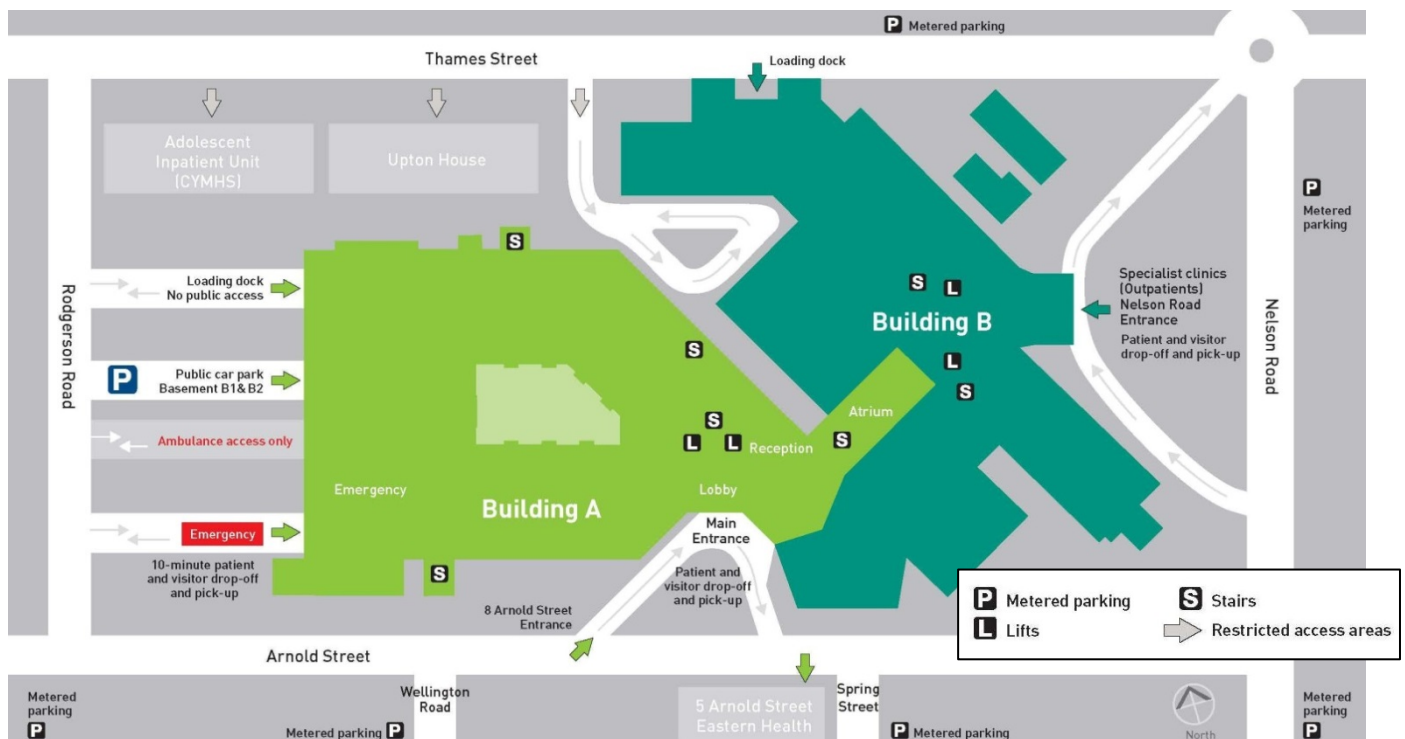 P Metered parking
Thames Street
Loading dock
Adolescent
Inpatient Unit
(CYMHS)
Upton House
P
Metered
parking
S
Loading dock
No public access
S
L
Specialist clinics
(Outpatients)
Nelson Road
Entrance
Patient and visitor
drop-off and pick-up
Building B
Rodgerson Road
Nelson Road
P
Public car park
Basement B1& B2
S
L
S
Atrium
S
L
L
S
Reception
Ambulance access only
Emergency
Building A
Lobby
Main
Entrance
Emergency
10-minute patient
and visitor drop-off
and pick-up
S
Patient and
visitor drop-off
and pick-up
8 Arnold Street
Entrance
P Metered parking
S Stairs
L Lifts
Restricted access areas
Arnold Street
Metered
parking
P
Wellington
Road
Metered parking P
5 Arnold Street
Eastern Health
Spring
Street
P Metered parking
North
Metered
parking
P